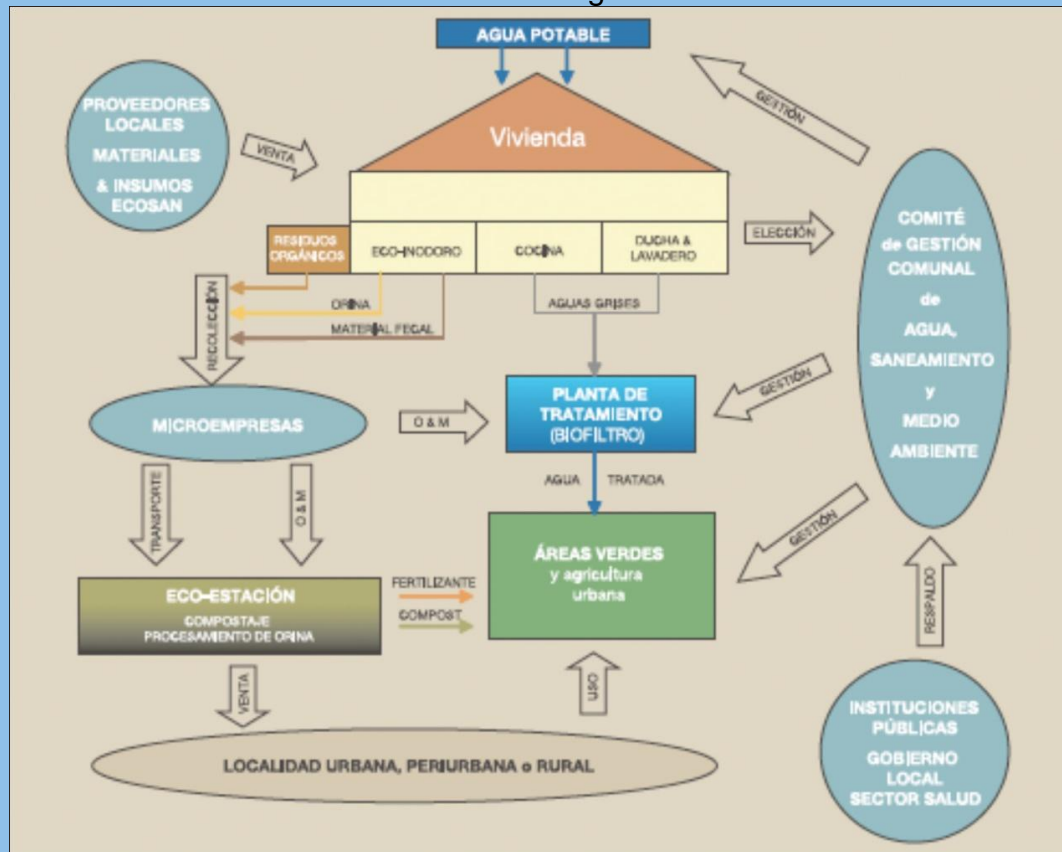 AGUA POTABLE
GESTIÓN
PROVEEDORES
LOCALES
MATERIALES
& INSUMOS
ECOSAN
VENTA
Vivienda
RESIDUOS
ORGÁNICOS
ECO-INODORO
COCINA
DUCHA &
LAVADERO
ELECCIÓN
COMITÉ
de GESTIÓN
COMUNAL
de
AGUA,
SANEAMIENTO
y
MEDIO
AMBIENTE
RECOLECCIÓN
ORINA
MATERIAL FECAL
AGUAS GRISES
MICROEMPRESAS
O & M
PLANTA DE
TRATAMIENTO
(BIOFILTRO)
GESTIÓN
TRANSPORTE
O & M
AGUA TRATADA
GESTIÓN
ECO-ESTACIÓN
COMPOSTAJE
PROCESAMIENTO DE ORINA
FERTILIZANTE
COMPOST
ÁREAS VERDES
y agricultura
urbana
RESPALDO
VENTA
USO
LOCALIDAD URBANA, PERIURBANA o RURAL
INSTITUCIONES
PÚBLICAS
GOBIERNO
LOCAL
SECTOR SALUD